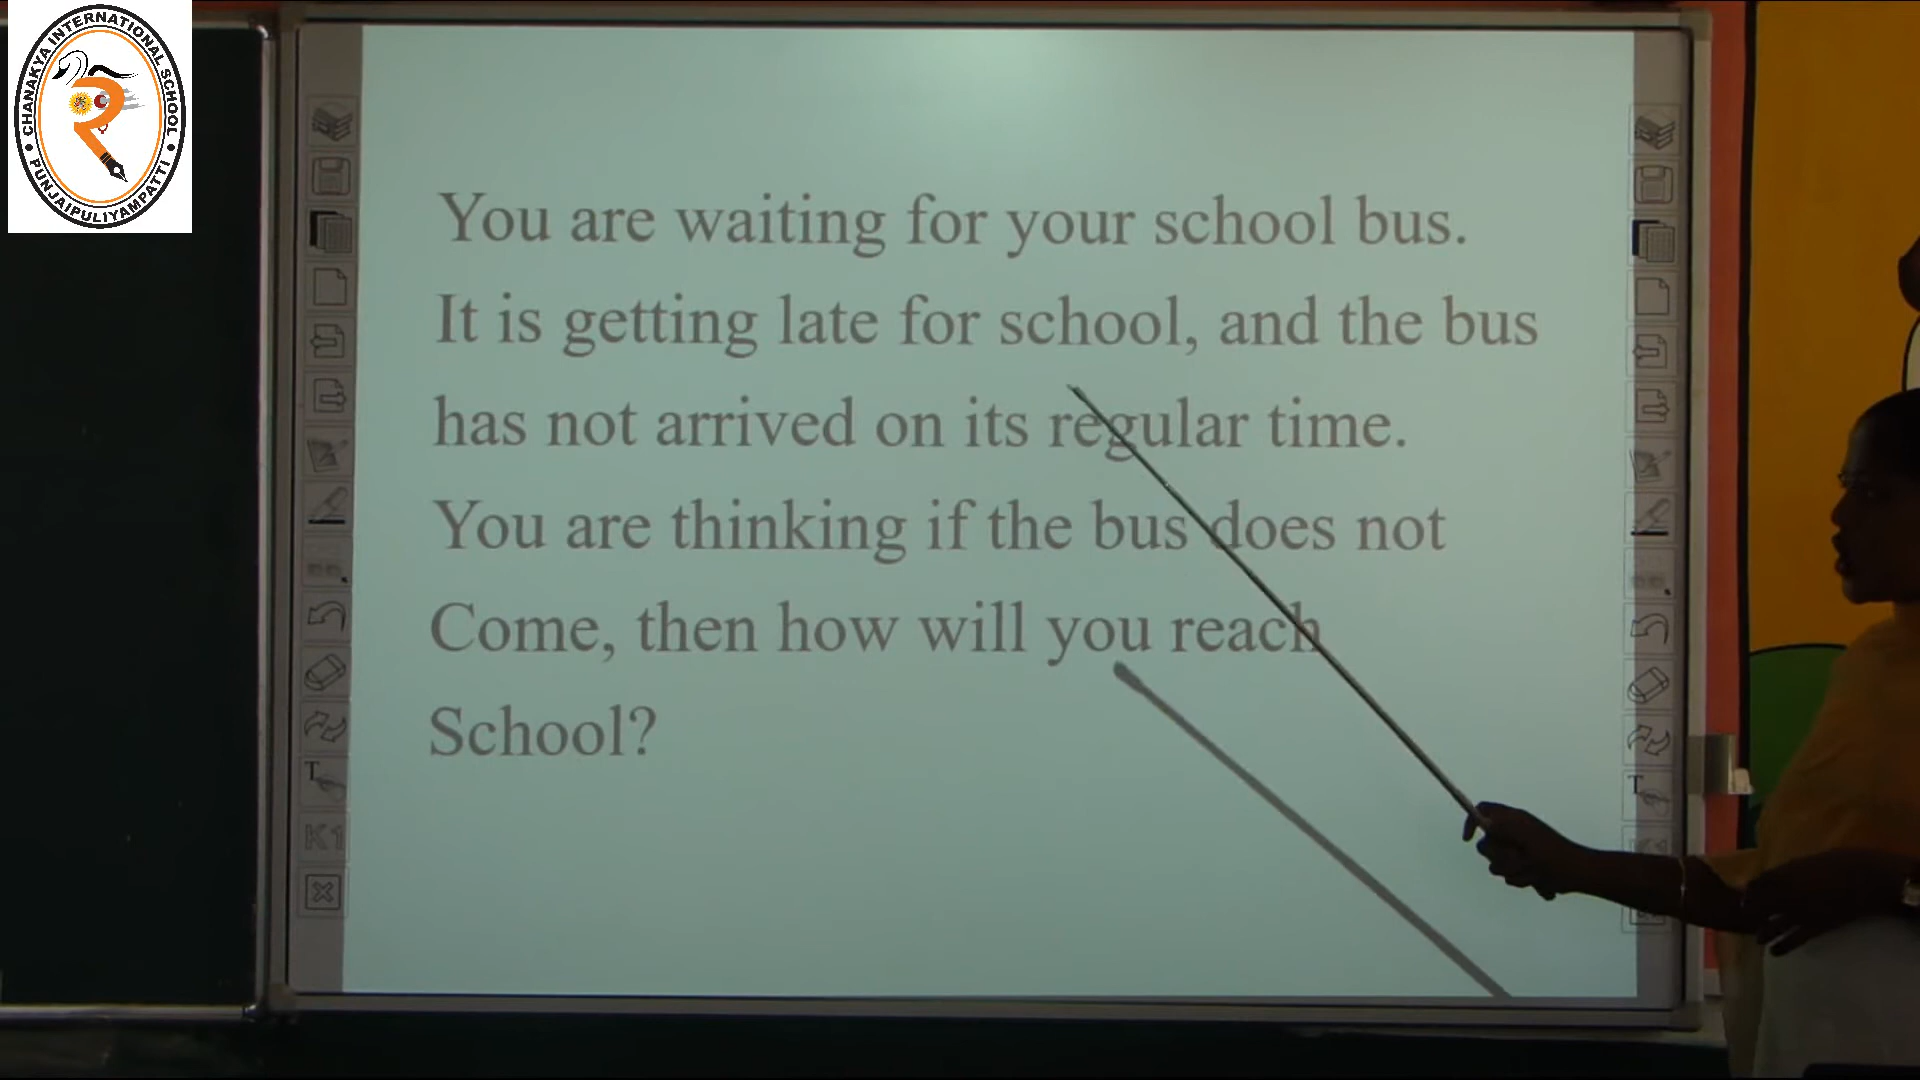 CHANAKYA INTERNATIONAL SCHOOL
PUNJAIPULIYAMPATTI
You are waiting for your school bus.
It is getting late for school, and the bus
has not arrived on its regular time.
You are thinking if the bus does not
Come, then how will you reach
School?
T
K1
T